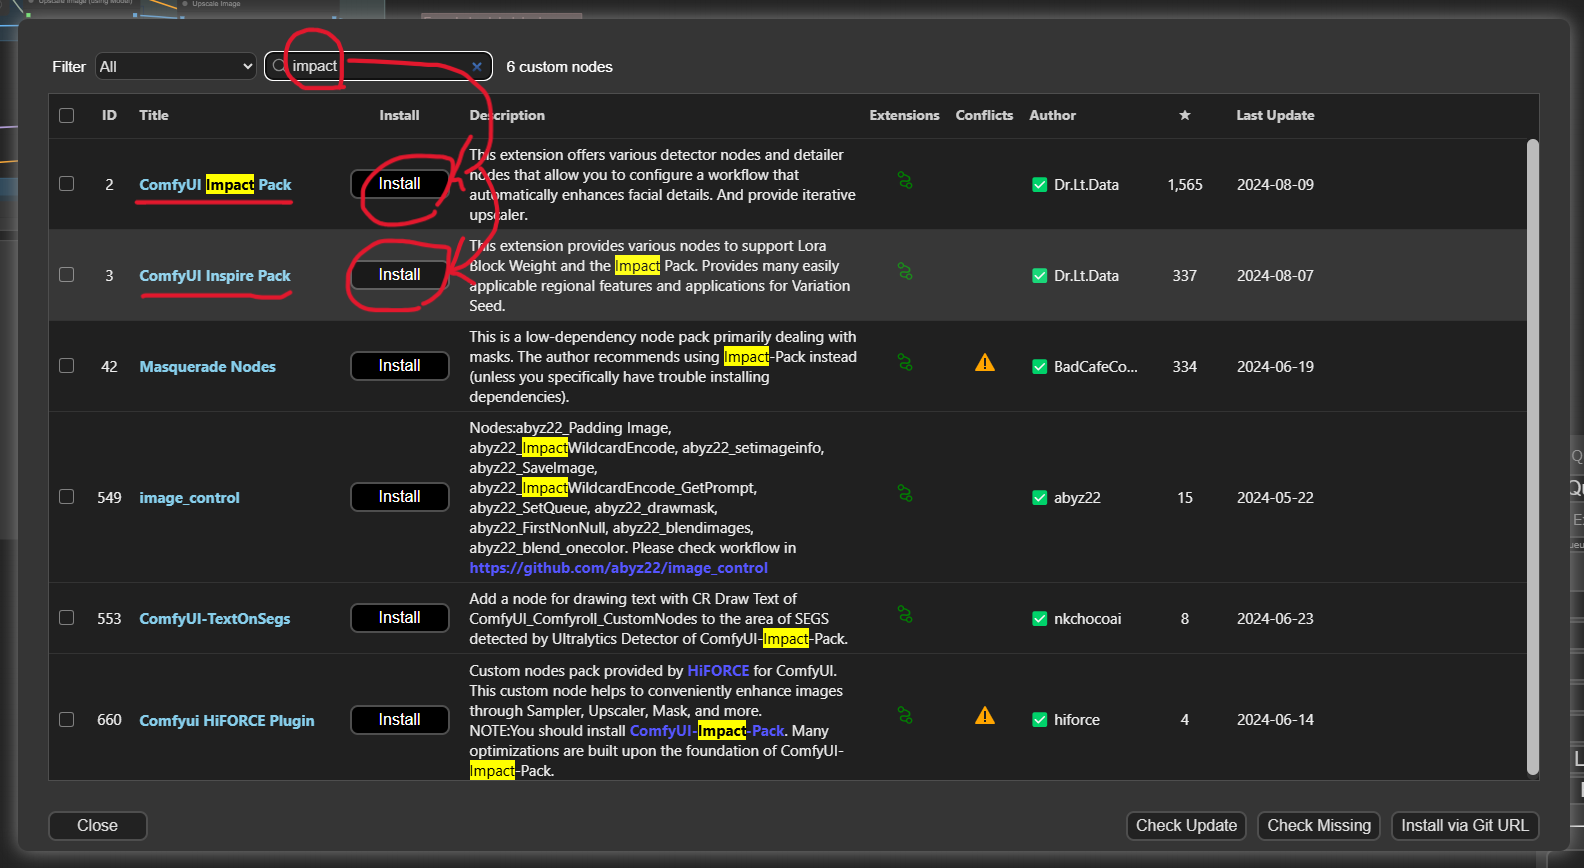 Upscale Image (using Model)
Upscale Image
Filter All impact 6 custom nodes
ID Title Install Description Extensions Conflicts Author ★ Last Update
2 ComfyUI Impact Pack Install This extension offers various detector nodes and detailer
nodes that allow you to configure a workflow that
automatically enhances facial details. And provide iterative
upscaler.
Dr.Lt.Data 1,565 2024-08-09
3 ComfyUI Inspire Pack Install This extension provides various nodes to support Lora
Block Weight and the Impact Pack. Provides many easily
applicable regional features and applications for Variation
Seed.
Dr.Lt.Data 337 2024-08-07
42 Masquerade Nodes Install This is a low-dependency node pack primarily dealing with
masks. The author recommends using Impact-Pack instead
(unless you specifically have trouble installing
dependencies).
BadCafeCo... 334 2024-06-19
549 image_control Install Nodes:abyz22_Padding Image,
abyz22_ImpactWildcardEncode, abyz22_setimageinfo,
abyz22_SaveImage,
abyz22_ImpactWildcardEncode_GetPrompt,
abyz22_SetQueue, abyz22_drawmask,
abyz22_FirstNonNull, abyz22_blendimages,
abyz22_blend_onecolor. Please check workflow in
https://github.com/abyz22/image_control
abyz22 15 2024-05-22
553 ComfyUI-TextOnSegs Install Add a node for drawing text with CR Draw Text of
ComfyUI_Comfyroll_CustomNodes to the area of SEGS
detected by Ultralytics Detector of ComfyUI-Impact-Pack.
nkchocoai 8 2024-06-23
660 Comfyui HiFORCE Plugin Install Custom nodes pack provided by HiFORCE for ComfyUI.
This custom node helps to conveniently enhance images
through Sampler, Upscaler, Mask, and more.
NOTE:You should install ComfyUI-Impact-Pack. Many
optimizations are built upon the foundation of ComfyUI-
Impact-Pack.
hiforce 4 2024-06-14
Close Check Update Check Missing Install via Git URL